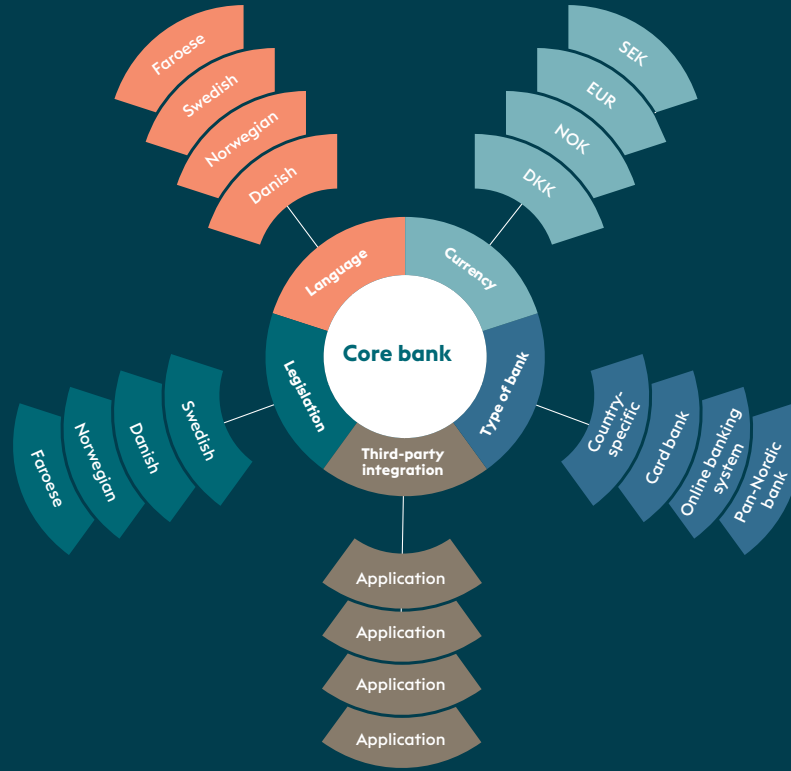 Faroese
Swedish
Norwegian
Danish
SEK
EUR
NOK
DKK
Language
Currency
Core bank
Legislation
Type of bank
Third-party
integration
Swedish
Danish
Norwegian
Faroese
Country-
specific
Card bank
Online banking
system
Pan-Nordic
bank
Application
Application
Application
Application